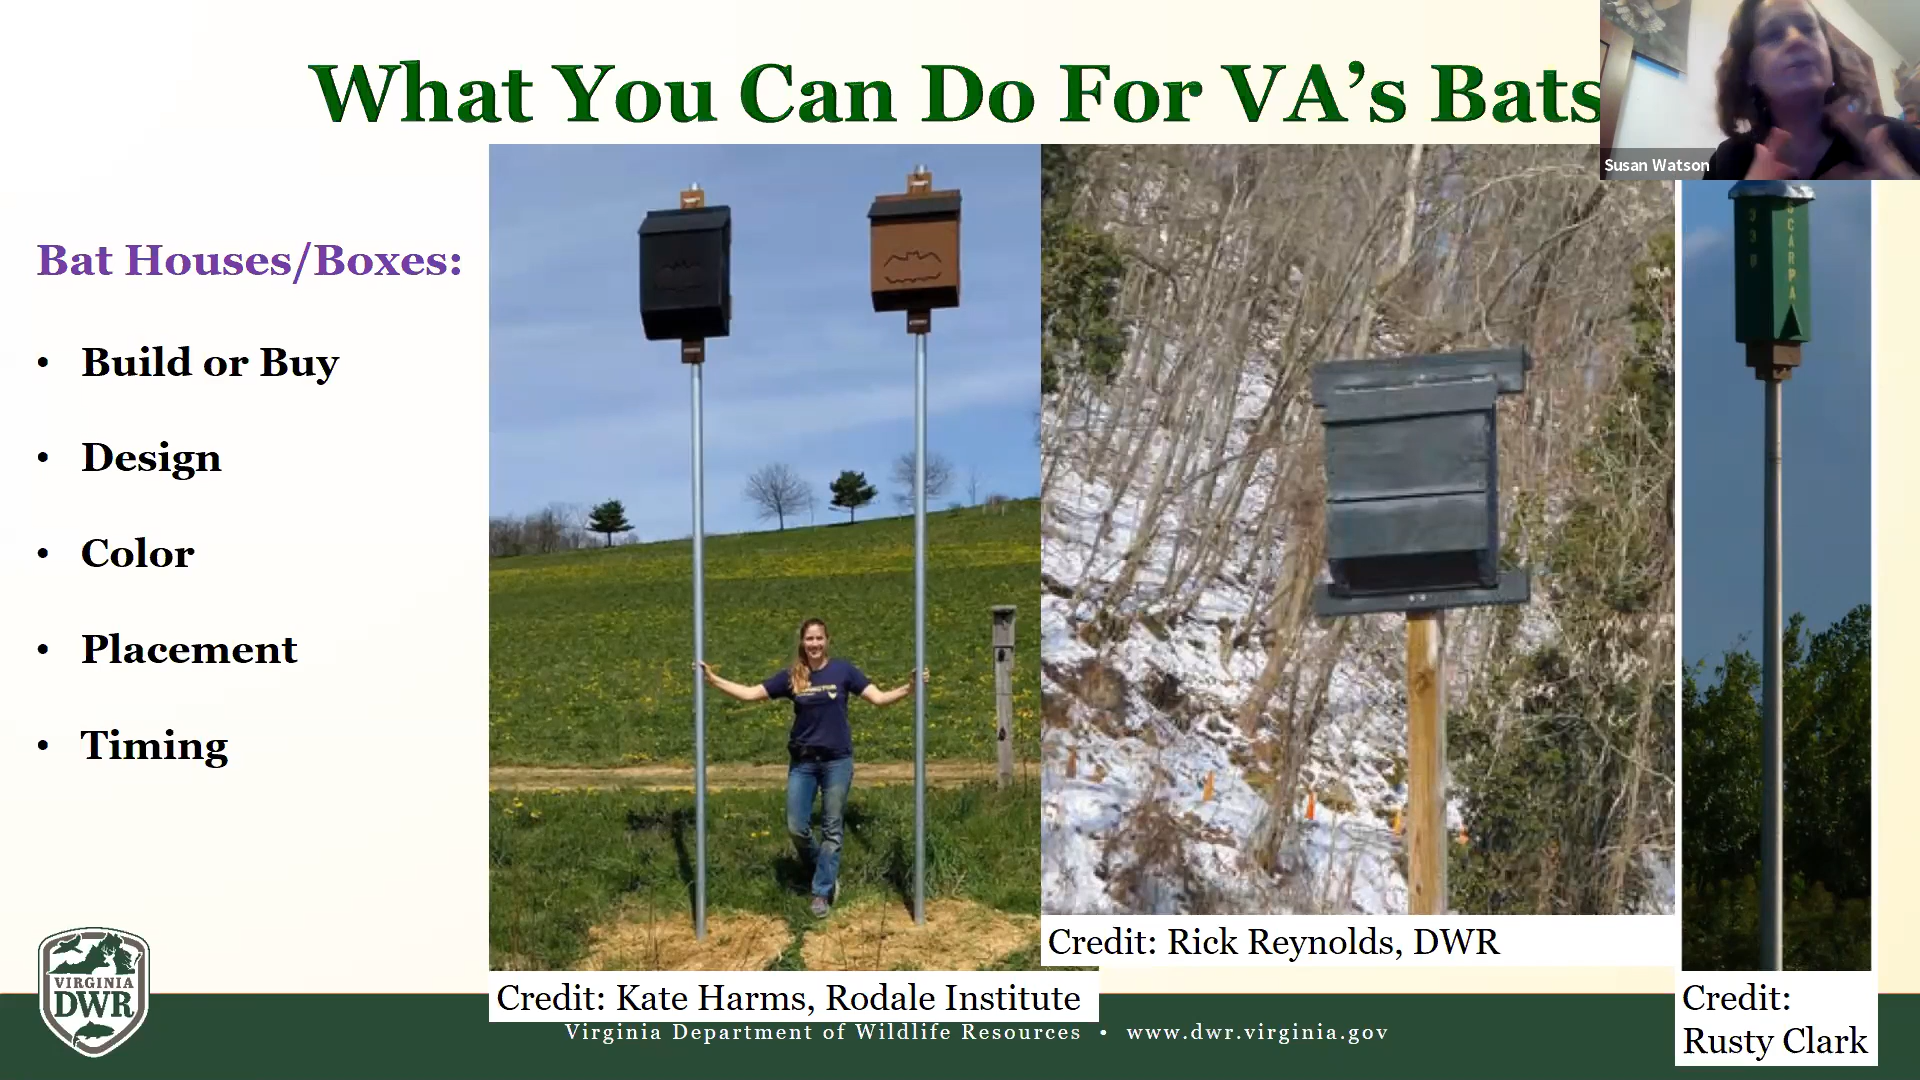 What You Can Do For VA's Bats
Susan Watson
Bat Houses/Boxes:
• Build or Buy
• Design
• Color
• Placement
• Timing
SCARPA
Credit: Rick Reynolds, DWR
Credit: Kate Harms, Rodale Institute
Credit:
Rusty Clark
VIRGINIA
DWR
Virginia Department of Wildlife Resources • www.dwr.virginia.gov